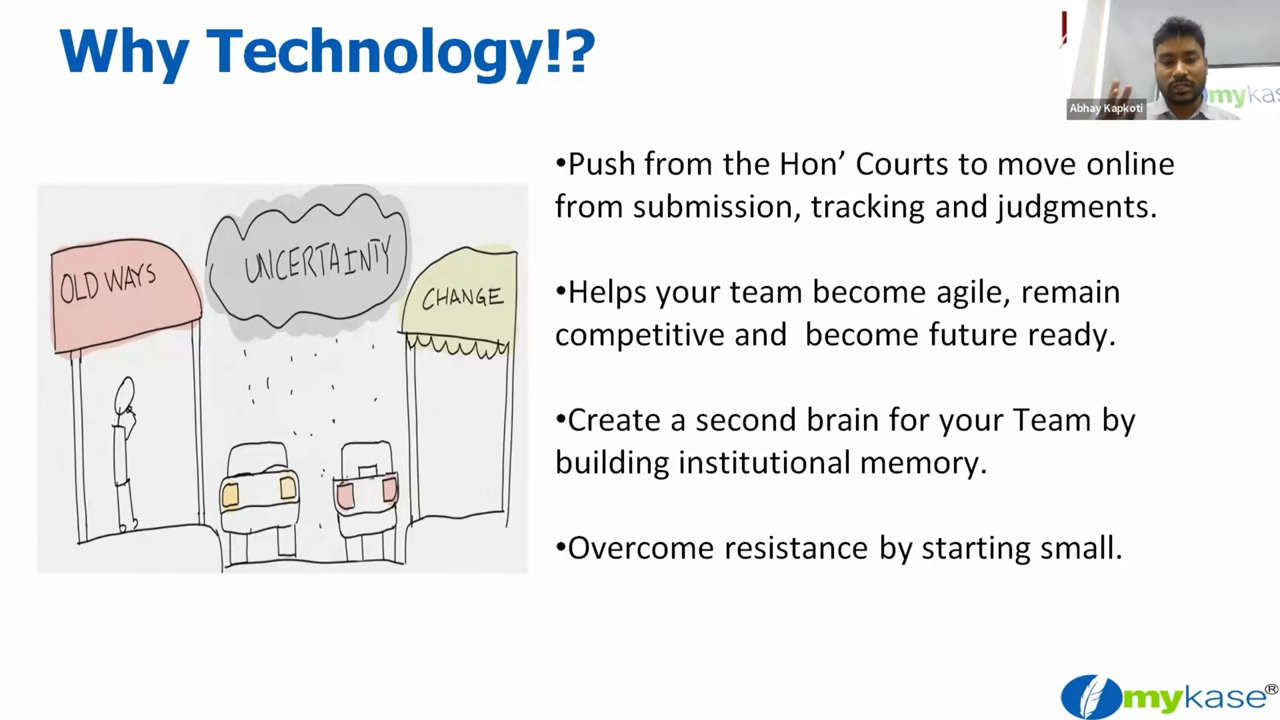 Why Technology!?
Abhay Kapkoti
mykas
•Push from the Hon’ Courts to move online
from submission, tracking and judgments.
•Helps your team become agile, remain
competitive and  become future ready.
•Create a second brain for your Team by
building institutional memory.
•Overcome resistance by starting small.
OLD WAYS
UNCERTAINTY
CHANGE
mykase®